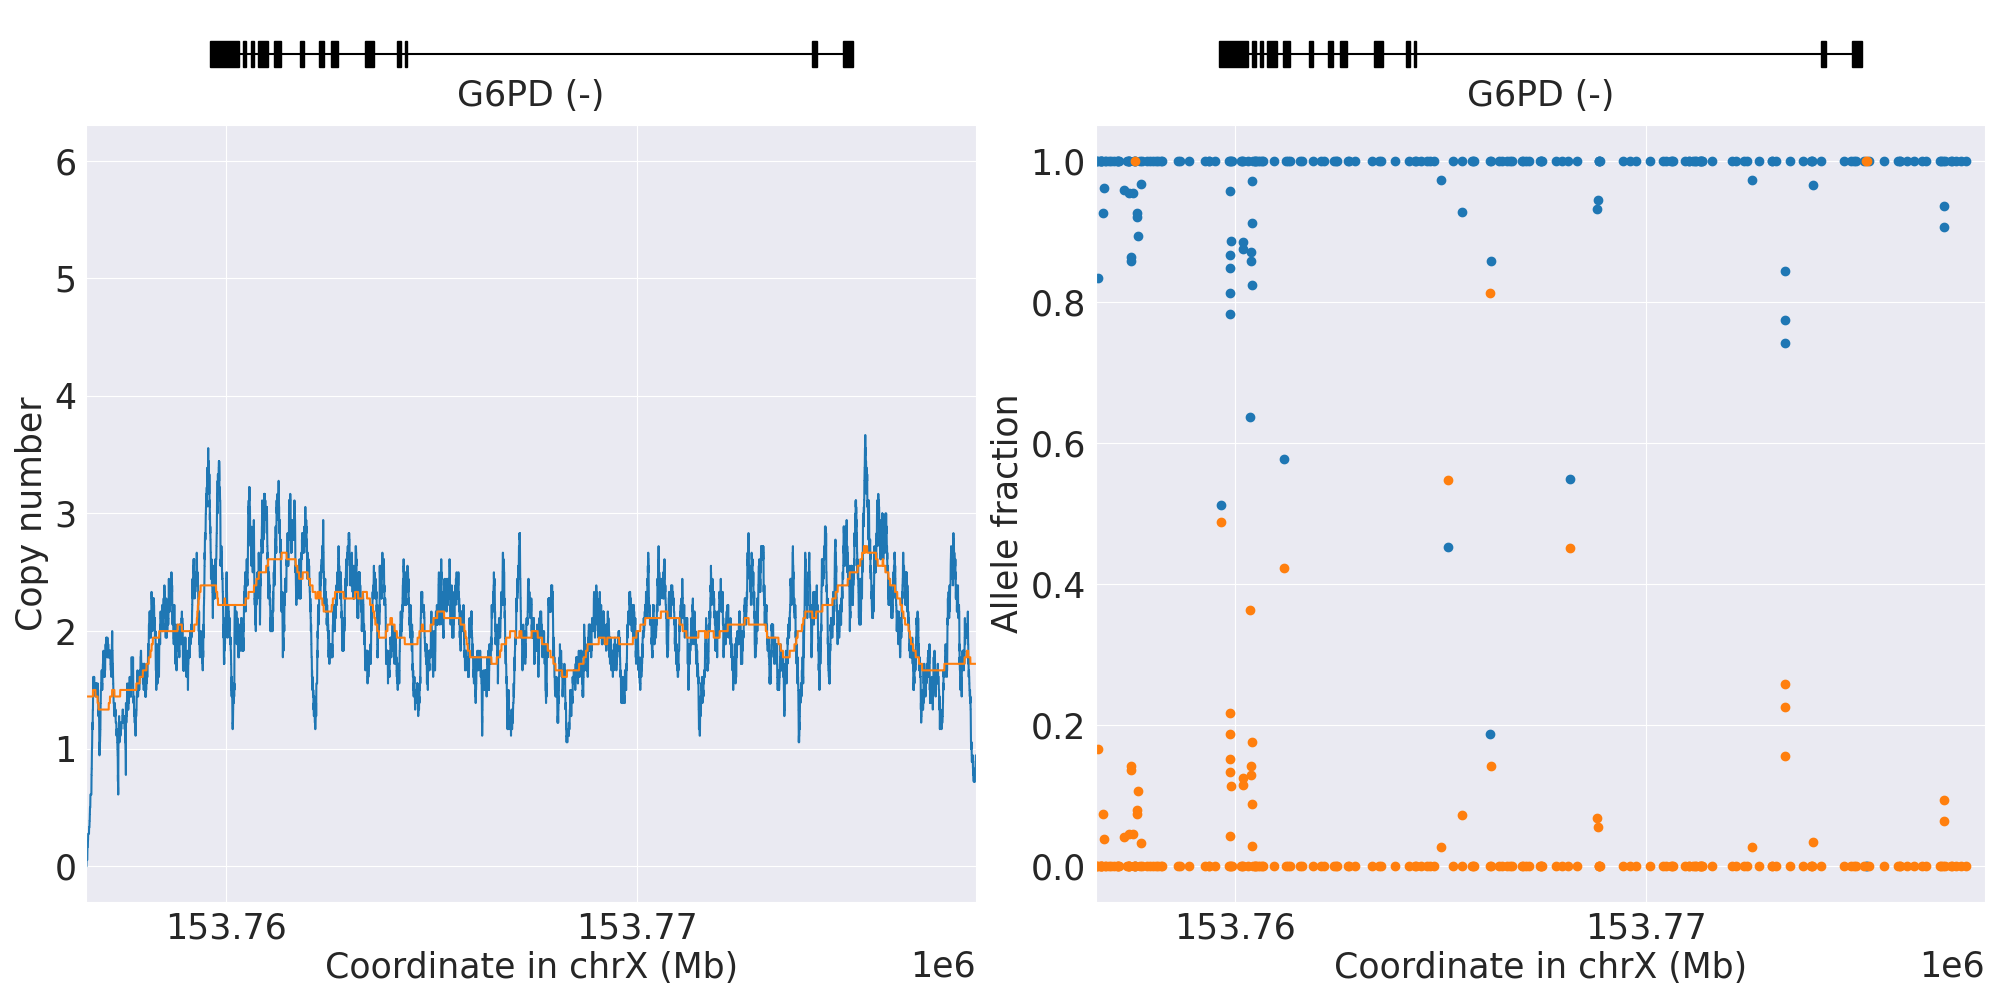 G6PD (-)
G6PD (-)
Copy number
6
5
4
3
2
1
0
153.76
153.77
Coordinate in chrX (Mb)
1e6
Allele fraction
1.0
0.8
0.6
0.4
0.2
0.0
153.76
153.77
Coordinate in chrX (Mb)
1e6